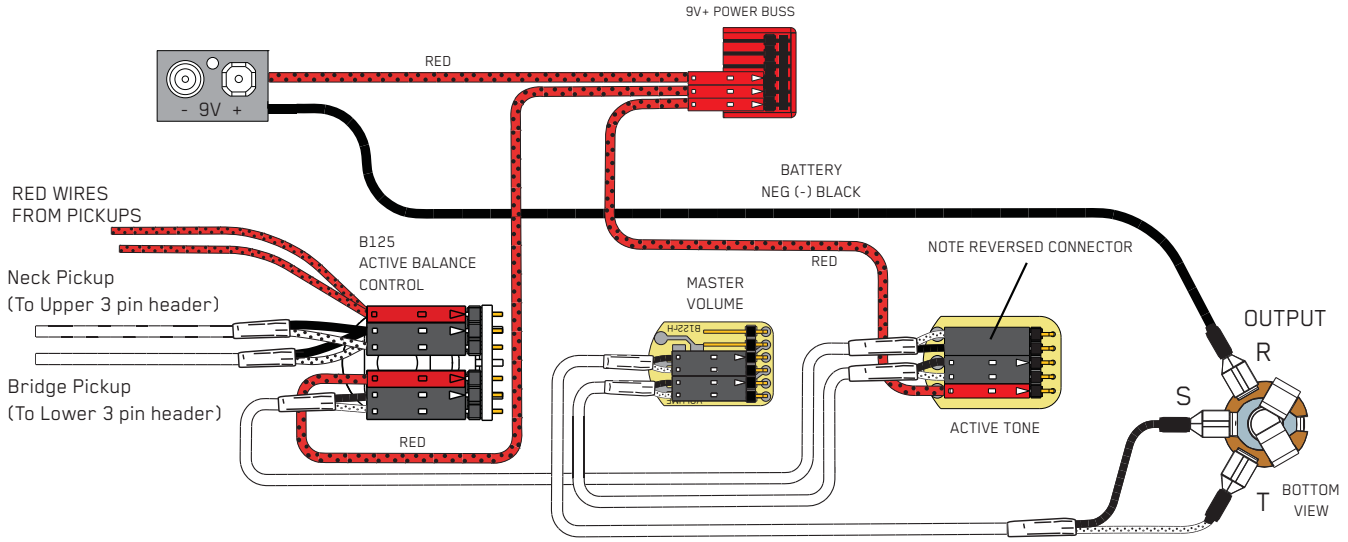 9V+ POWER BUSS
RED
- 9V +
BATTERY
NEG (-) BLACK
RED WIRES
FROM PICKUPS
B125
ACTIVE BALANCE
CONTROL
NOTE REVERSED CONNECTOR
RED
Neck Pickup
(To Upper 3 pin header)
MASTER
VOLUME
B122rH
OUTPUT
R
Bridge Pickup
(To Lower 3 pin header)
S
VOLUME
ACTIVE TONE
RED
T
BOTTOM
VIEW